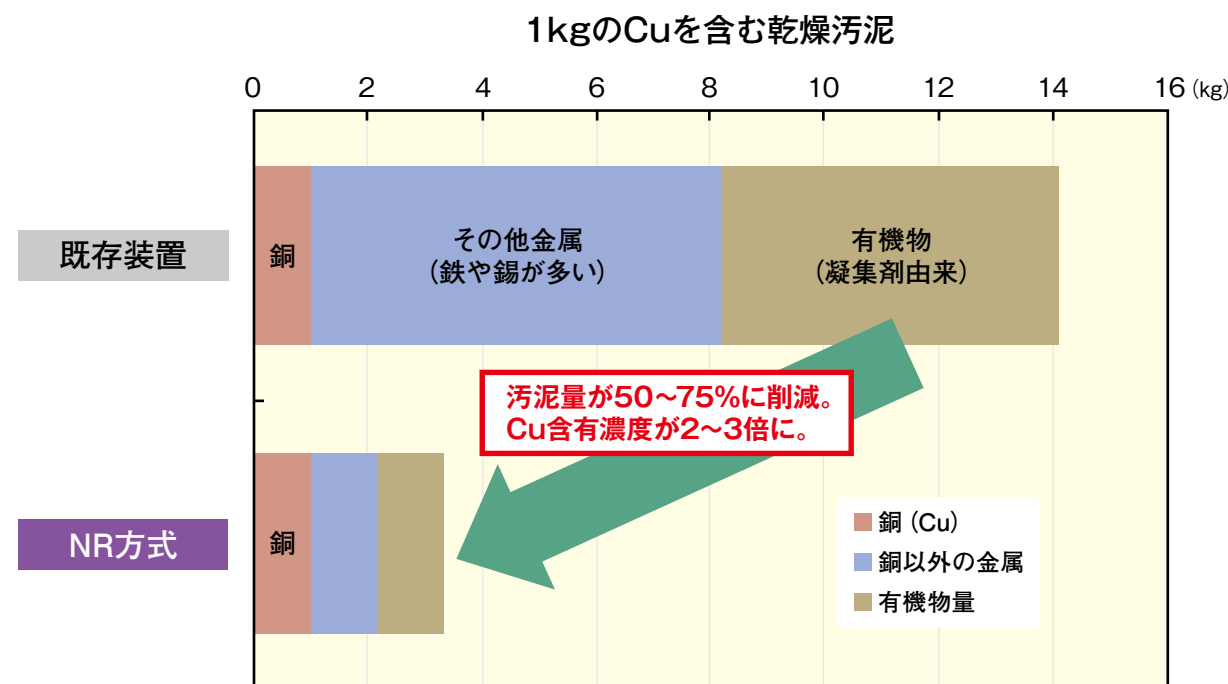 1kgのCuを含む乾燥汚泥
0 2 4 6 8 10 12 14 16 (kg)
既存装置
銅
その他金属
(鉄や錫が多い)
有機物
(凝集剤由来)
汚泥量が50～75%に削減。
Cu含有濃度が2～3倍に。
NR方式
銅
銅 (Cu)
銅以外の金属
有機物量